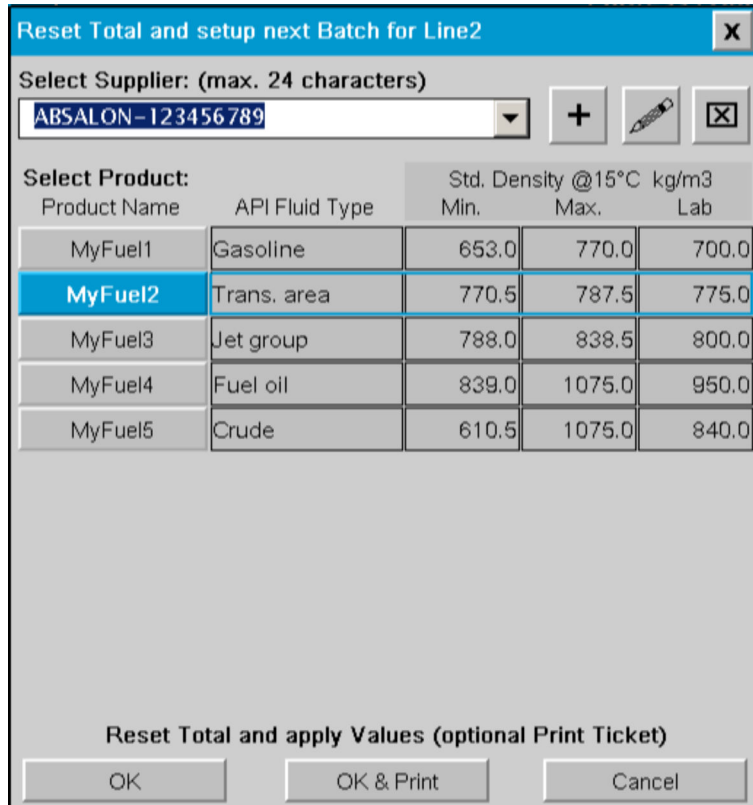 Reset Total and setup next Batch for Line2 X
Select Supplier: (max. 24 characters)
ABSALON-123456789 +
Select Product: Std. Density @15°C kg/m3
Product Name API Fluid Type Min. Max. Lab
MyFuel1 Gasoline 653.0 770.0 700.0
MyFuel2 Trans. area 770.5 787.5 775.0
MyFuel3 Jet group 788.0 838.5 800.0
MyFuel4 Fuel oil 839.0 1075.0 950.0
MyFuel5 Crude 610.5 1075.0 840.0
Reset Total and apply Values (optional Print Ticket)
OK OK & Print Cancel